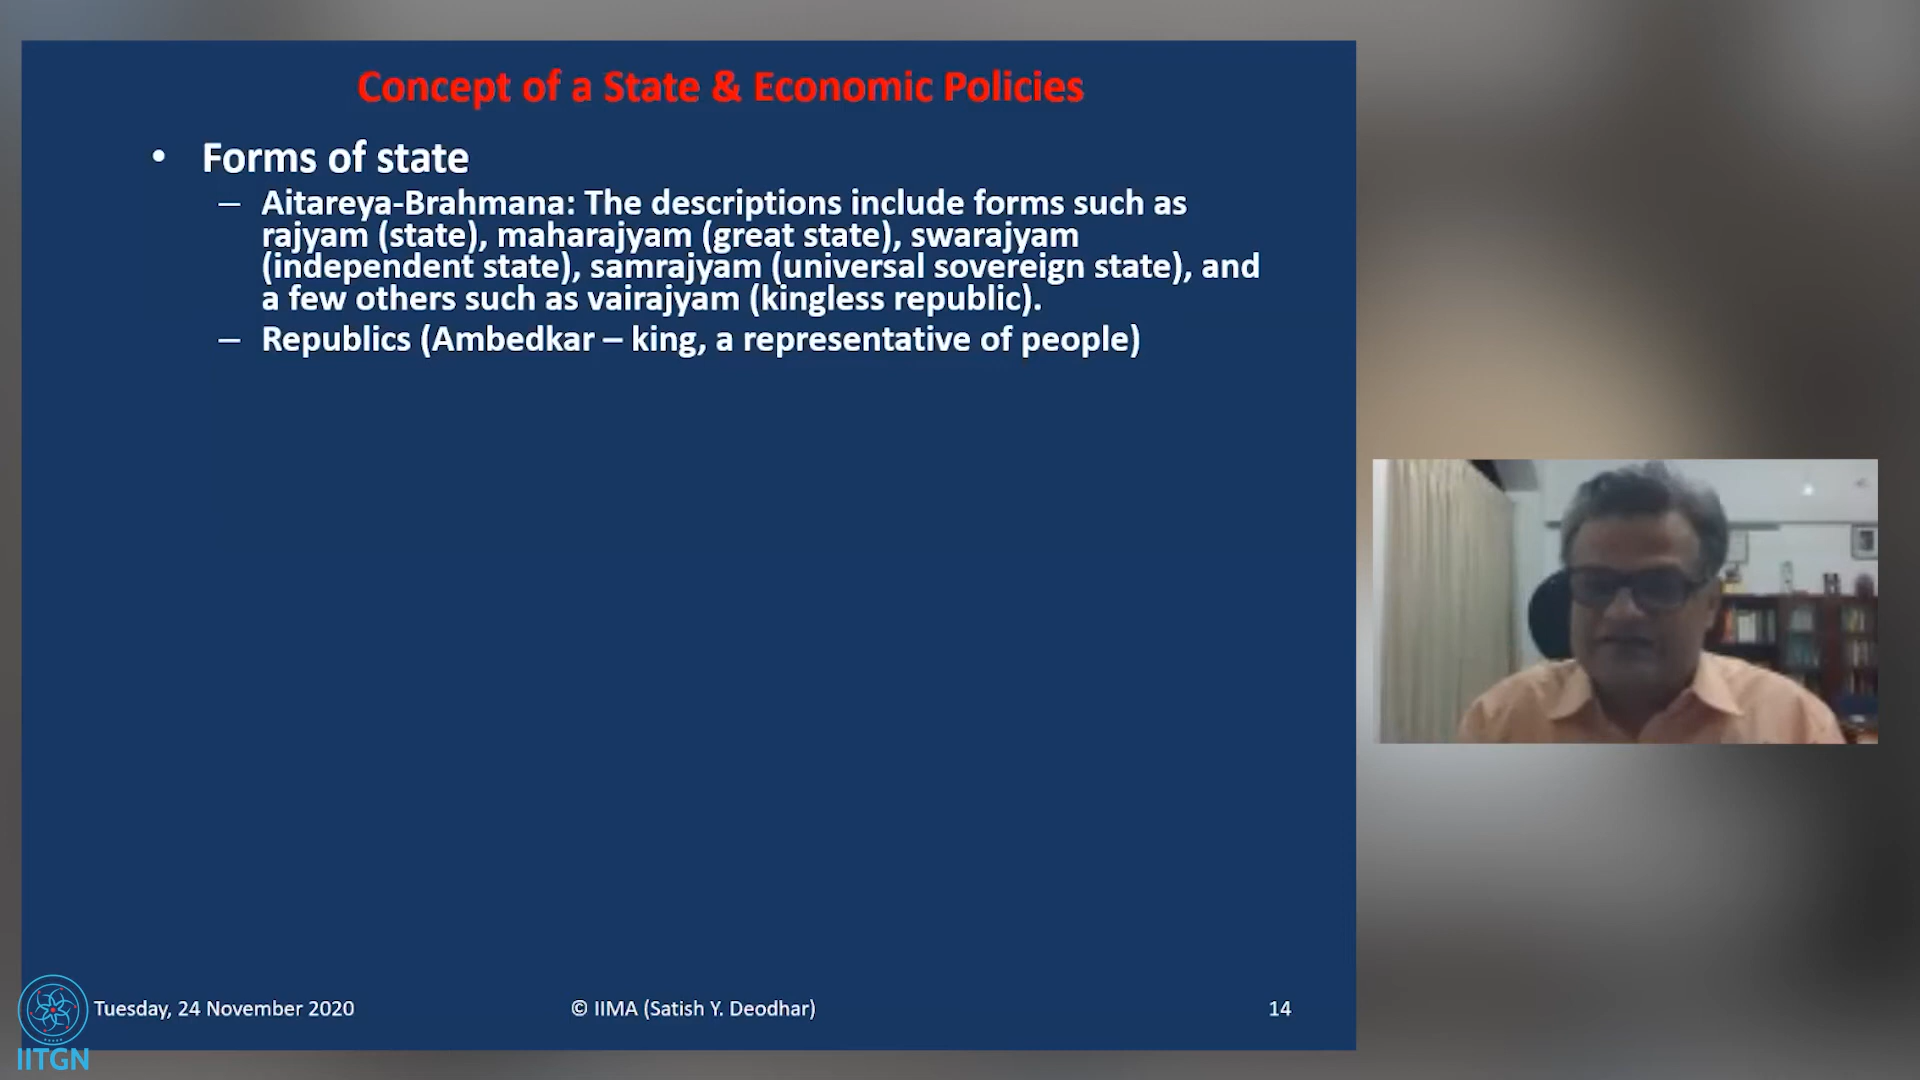 Concept of a State & Economic Policies
• Forms of state
– Aitareya-Brahmana: The descriptions include forms such as
rajyam (state), maharajyam (great state), swarajyam
(independent state), samrajyam (universal sovereign state), and
a few others such as vairajyam (kingless republic).
– Republics (Ambedkar – king, a representative of people)
Tuesday, 24 November 2020
© IIMA (Satish Y. Deodhar)
14
IITGN